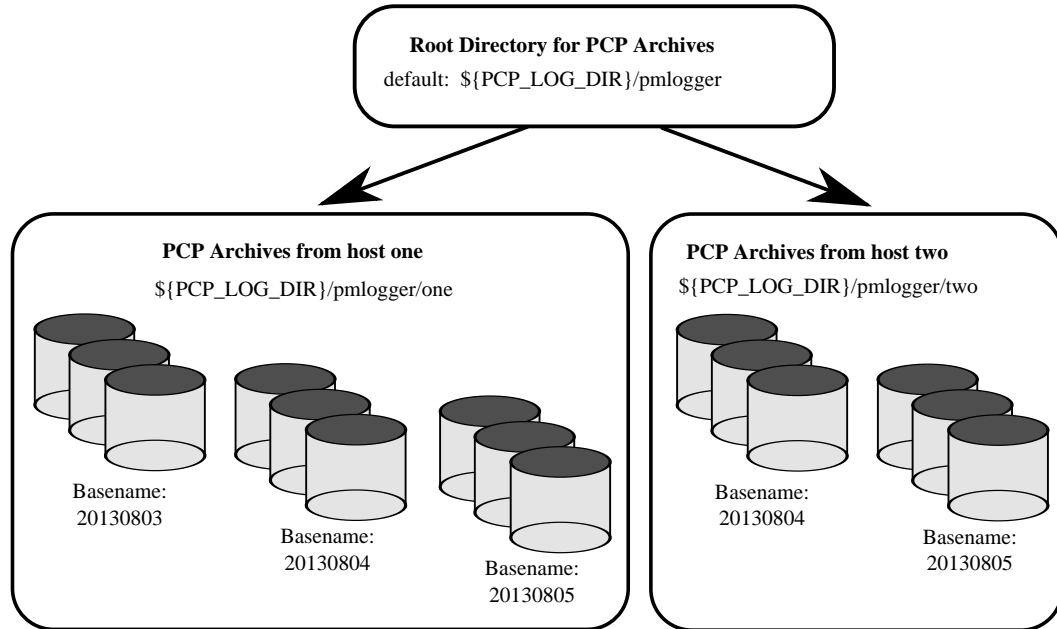 Root Directory for PCP Archives
default: ${PCP_LOG_DIR}/pmlogger
PCP Archives from host one
${PCP_LOG_DIR}/pmlogger/one
Basename:
20130803
Basename:
20130804
Basename:
20130805
PCP Archives from host two
${PCP_LOG_DIR}/pmlogger/two
Basename:
20130804
Basename:
20130805